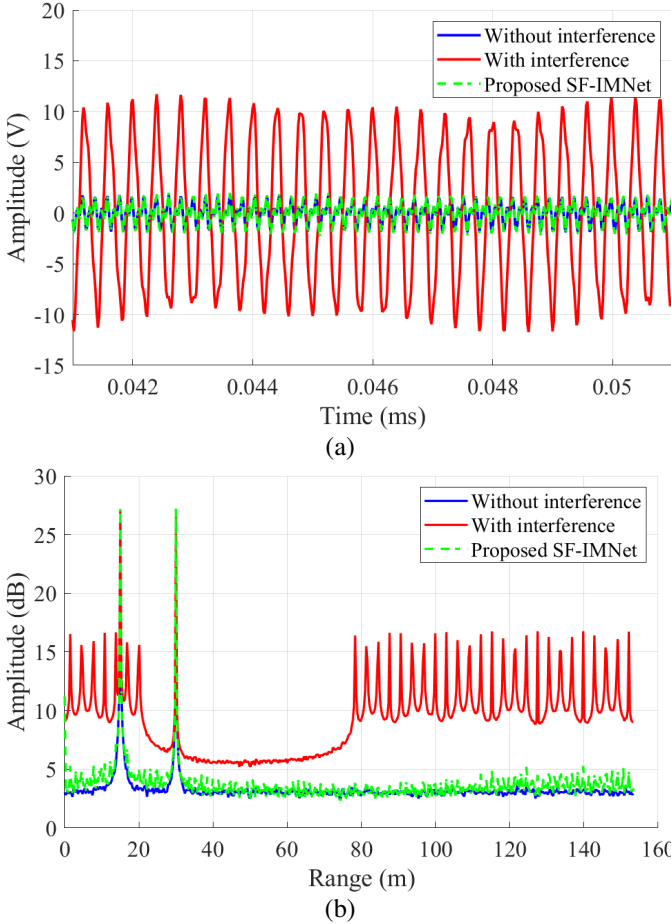 20
15
10
5
0
-5
-10
-15
Amplitude (V)
Without interference
With interference
Proposed SF-IMNet
0.042 0.044 0.046 0.048 0.05
Time (ms)
(a)
30
25
20
15
10
5
0
Amplitude (dB)
Without interference
With interference
Proposed SF-IMNet
0 20 40 60 80 100 120 140 160
Range (m)
(b)